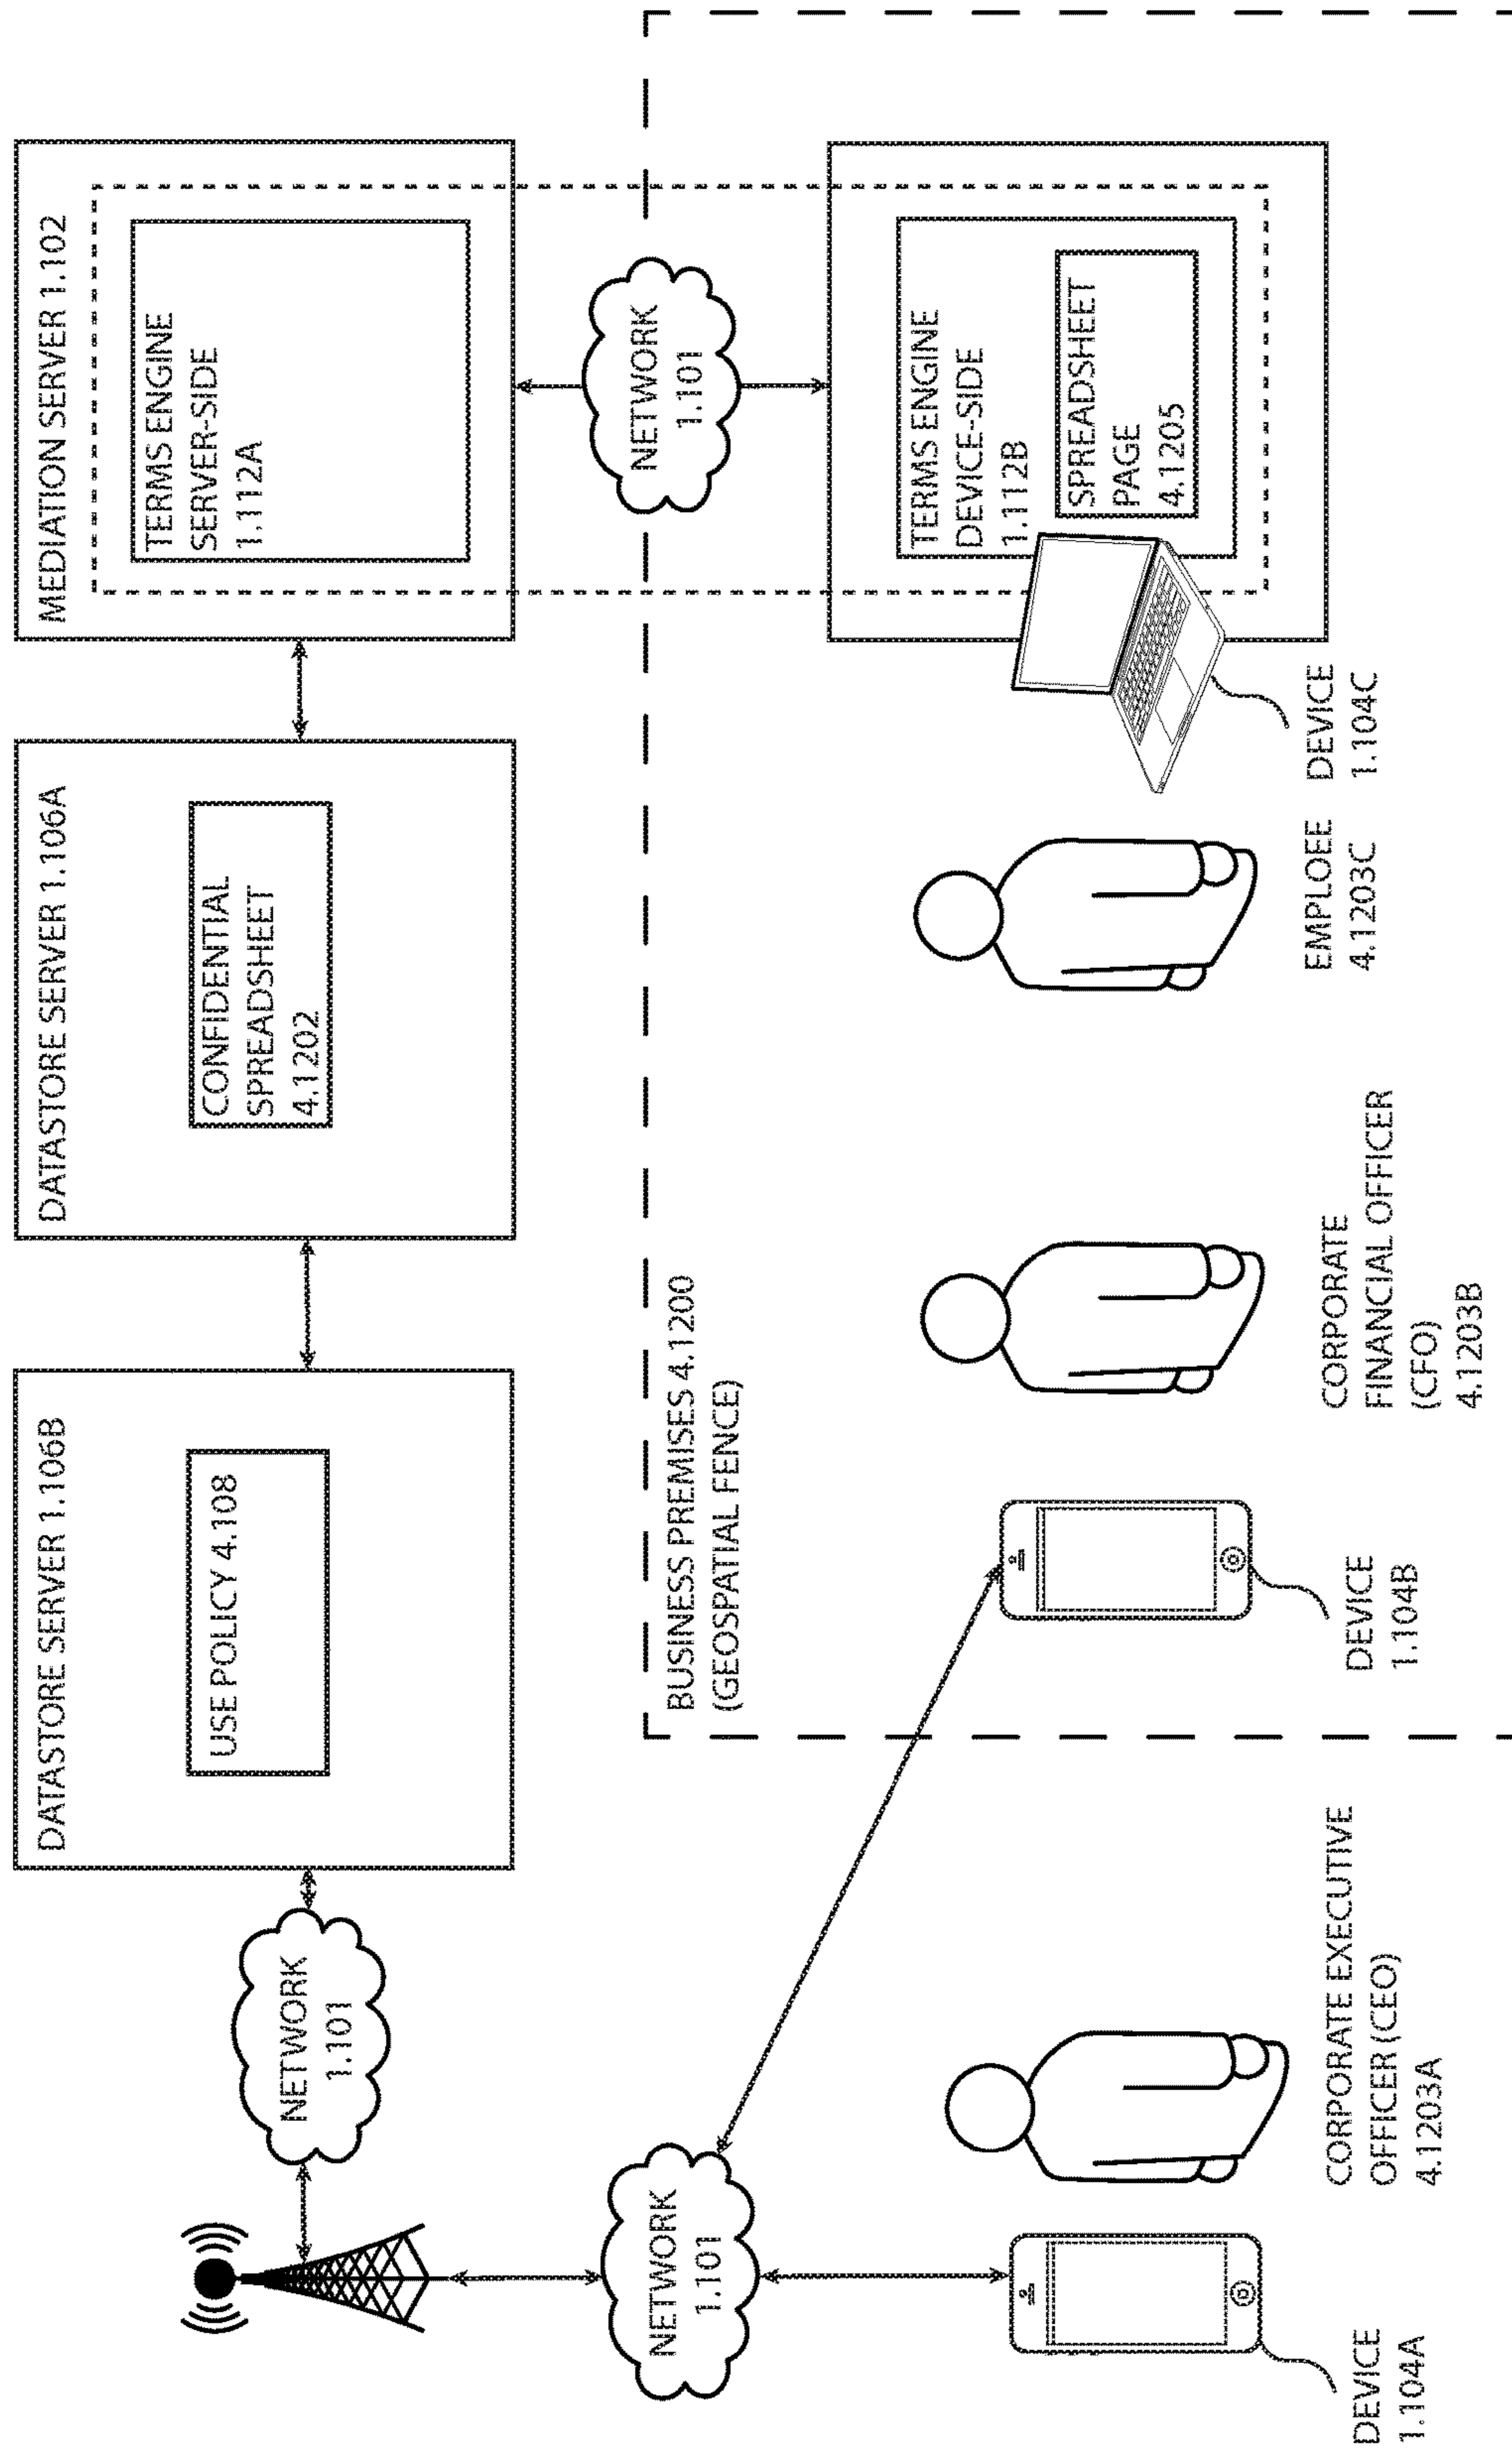 DATASTORE SERVER 1.106B
USE POLICY 4.108
DATASTORE SERVER 1.106A
CONFIDENTIAL
SPREADSHEET
4.1202
MEDIATION SERVER 1.102
TERMS ENGINE
SERVER-SIDE
1.112A
NETWORK
1.101
NETWORK
1.101
NETWORK
1.101
BUSINESS PREMISES 4.1200
(GEOSPATIAL FENCE)
TERMS ENGINE
DEVICE-SIDE
1.112B
SPREADSHEET
PAGE
4.1205
DEVICE
1.104A
CORPORATE EXECUTIVE
OFFICER (CEO)
4.1203A
DEVICE
1.104B
CORPORATE
FINANCIAL OFFICER
(CFO)
4.1203B
EMPLOEE
4.1203C
DEVICE
1.104C